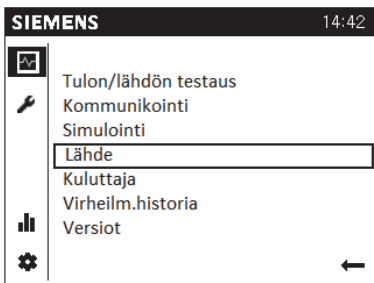 SIEMENS 14:42
Tulon/lähdön testaus
Kommunikointi
Simulointi
Lähde
Kuluttaja
Virheilm.historia
Versiot